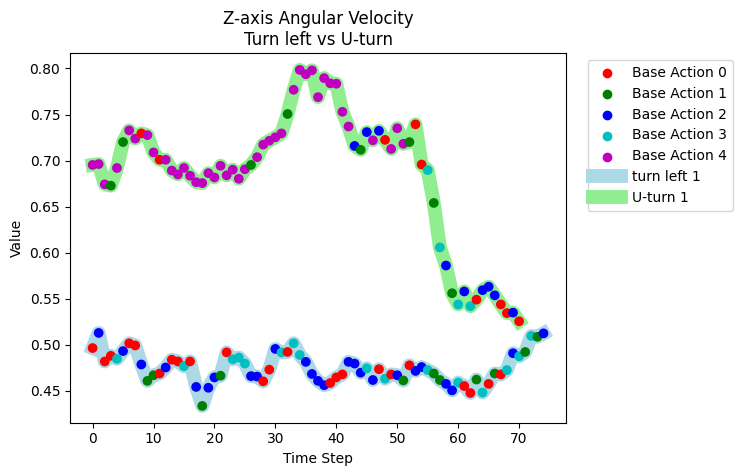 Z-axis Angular Velocity
Turn left vs U-turn
Value
0.80
0.75
0.70
0.65
0.60
0.55
0.50
0.45
0
10
20
30
40
50
60
70
Time Step
Base Action 0
Base Action 1
Base Action 2
Base Action 3
Base Action 4
turn left 1
U-turn 1